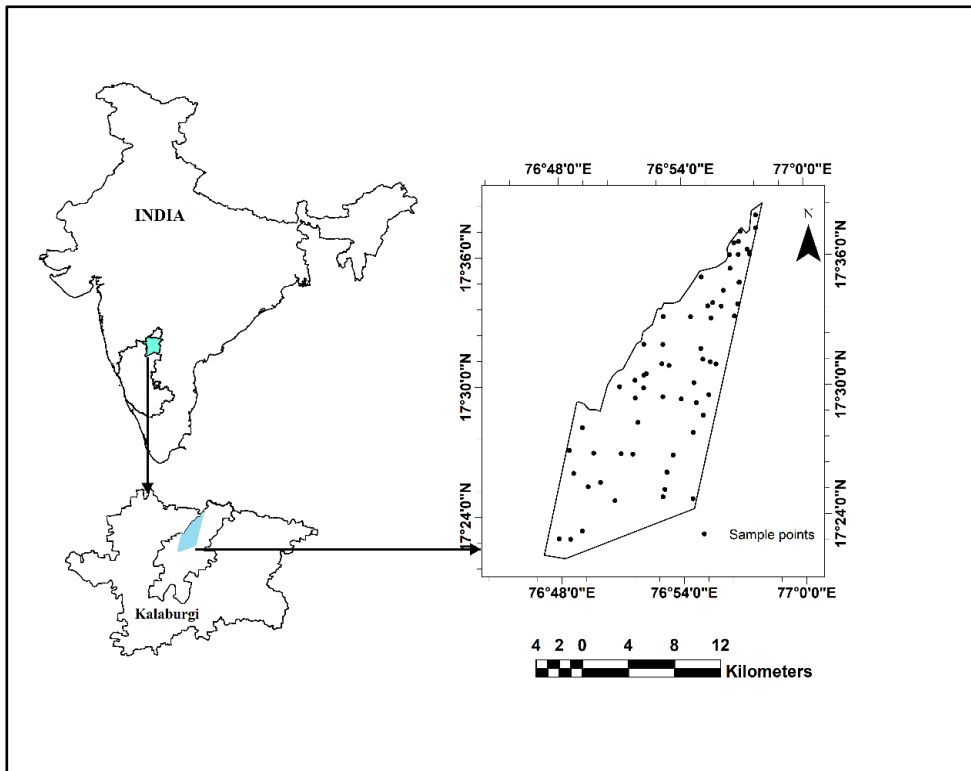 INDIA
Kalaburgi
76°48'0"E 76°54'0"E 77°0'0"E
N
17°36'0"N 17°36'0"N
17°30'0"N 17°30'0"N
17°24'0"N 17°24'0"N
Sample points
76°48'0"E 76°54'0"E 77°0'0"E
4 2 0 4 8 12
Kilometers